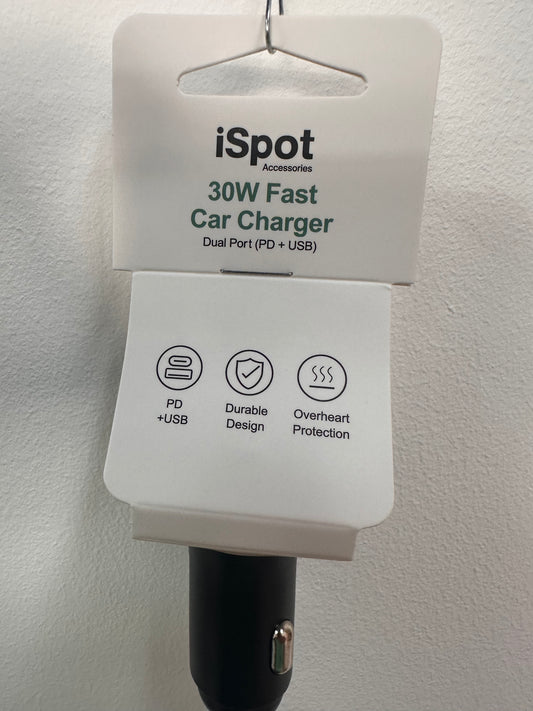 iSpot
Accessories
30W Fast
Car Charger
Dual Port (PD + USB)
PD
+USB
Durable
Design
Overheart
Protection